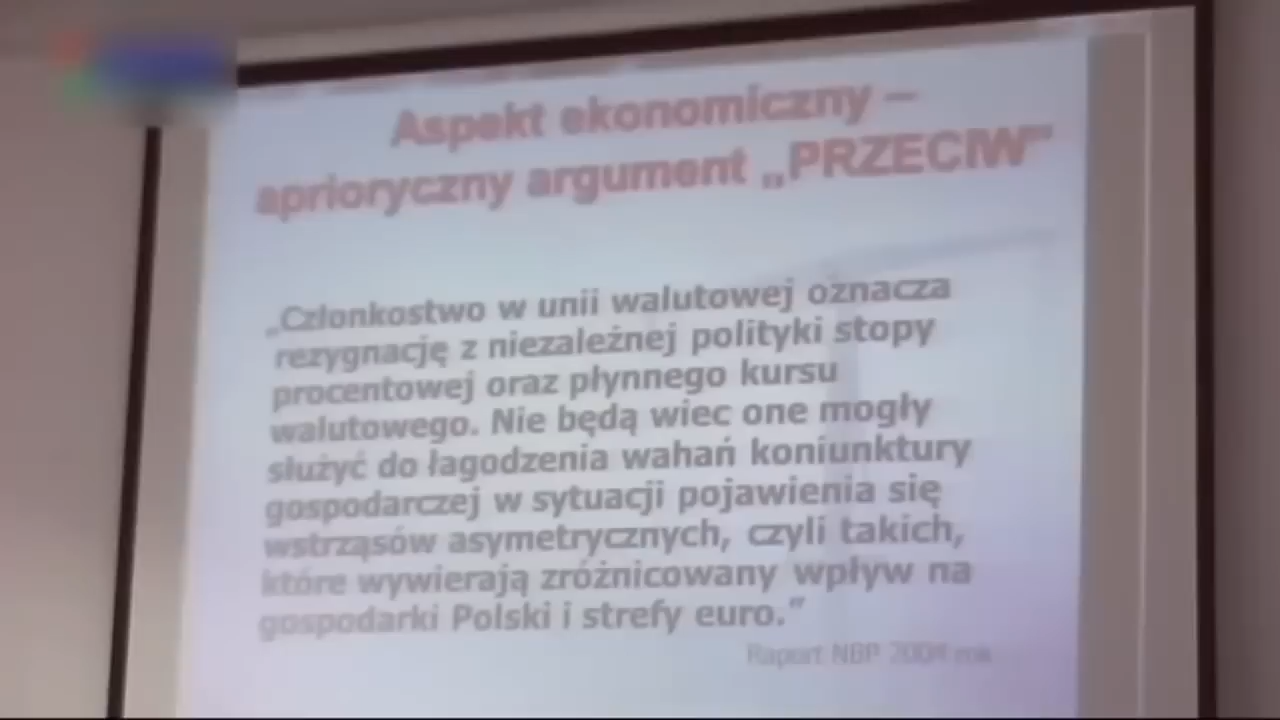 Aspekt ekonomiczny –
aprioryczny argument „PRZECIW”
„Członkostwo w unii walutowej oznacza
rezygnację z niezależnej polityki stopy
procentowej oraz płynnego kursu
walutowego. Nie będą wiec one mogły
służyć do łagodzenia wahań koniunktury
gospodarczej w sytuacji pojawienia się
wstrząsów asymetrycznych, czyli takich,
które wywierają zróżnicowany wpływ na
gospodarki Polski i strefy euro.”
Raport NBP